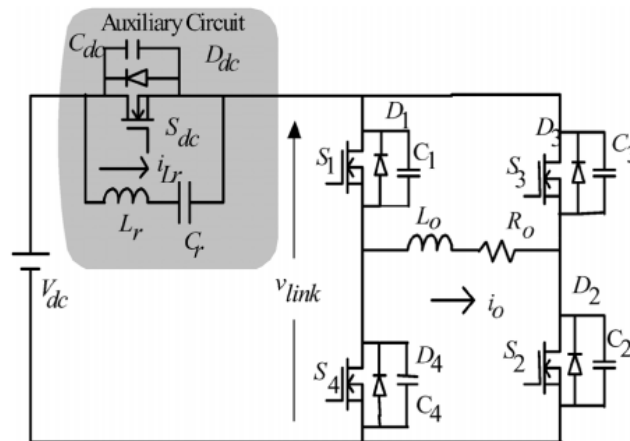 Auxiliary Circuit
C_dc
D_dc
S_dc
i_Lr
L_r
C_r
V_dc
v_link
D_1
S_1
C_1
D_3
S_3
L_o
R_o
i_o
D_4
S_4
C_4
D_2
S_2
C_2